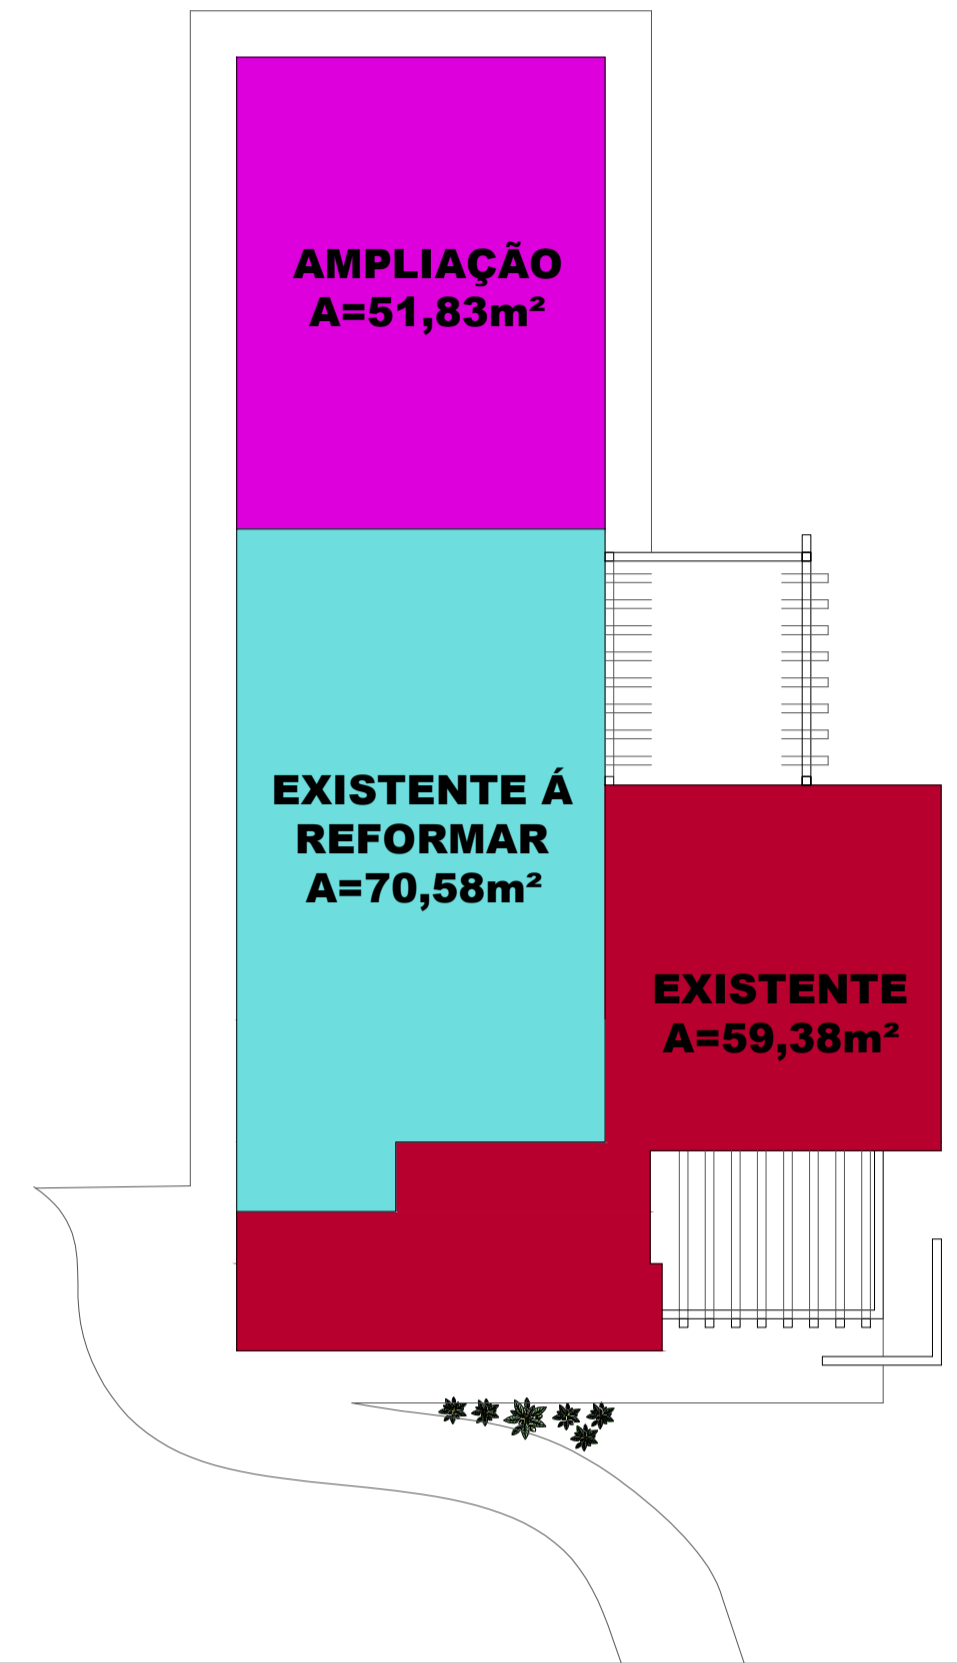 AMPLIAÇÃO
A=51,83m²
EXISTENTE Á
REFORMAR
A=70,58m²
EXISTENTE
A=59,38m²